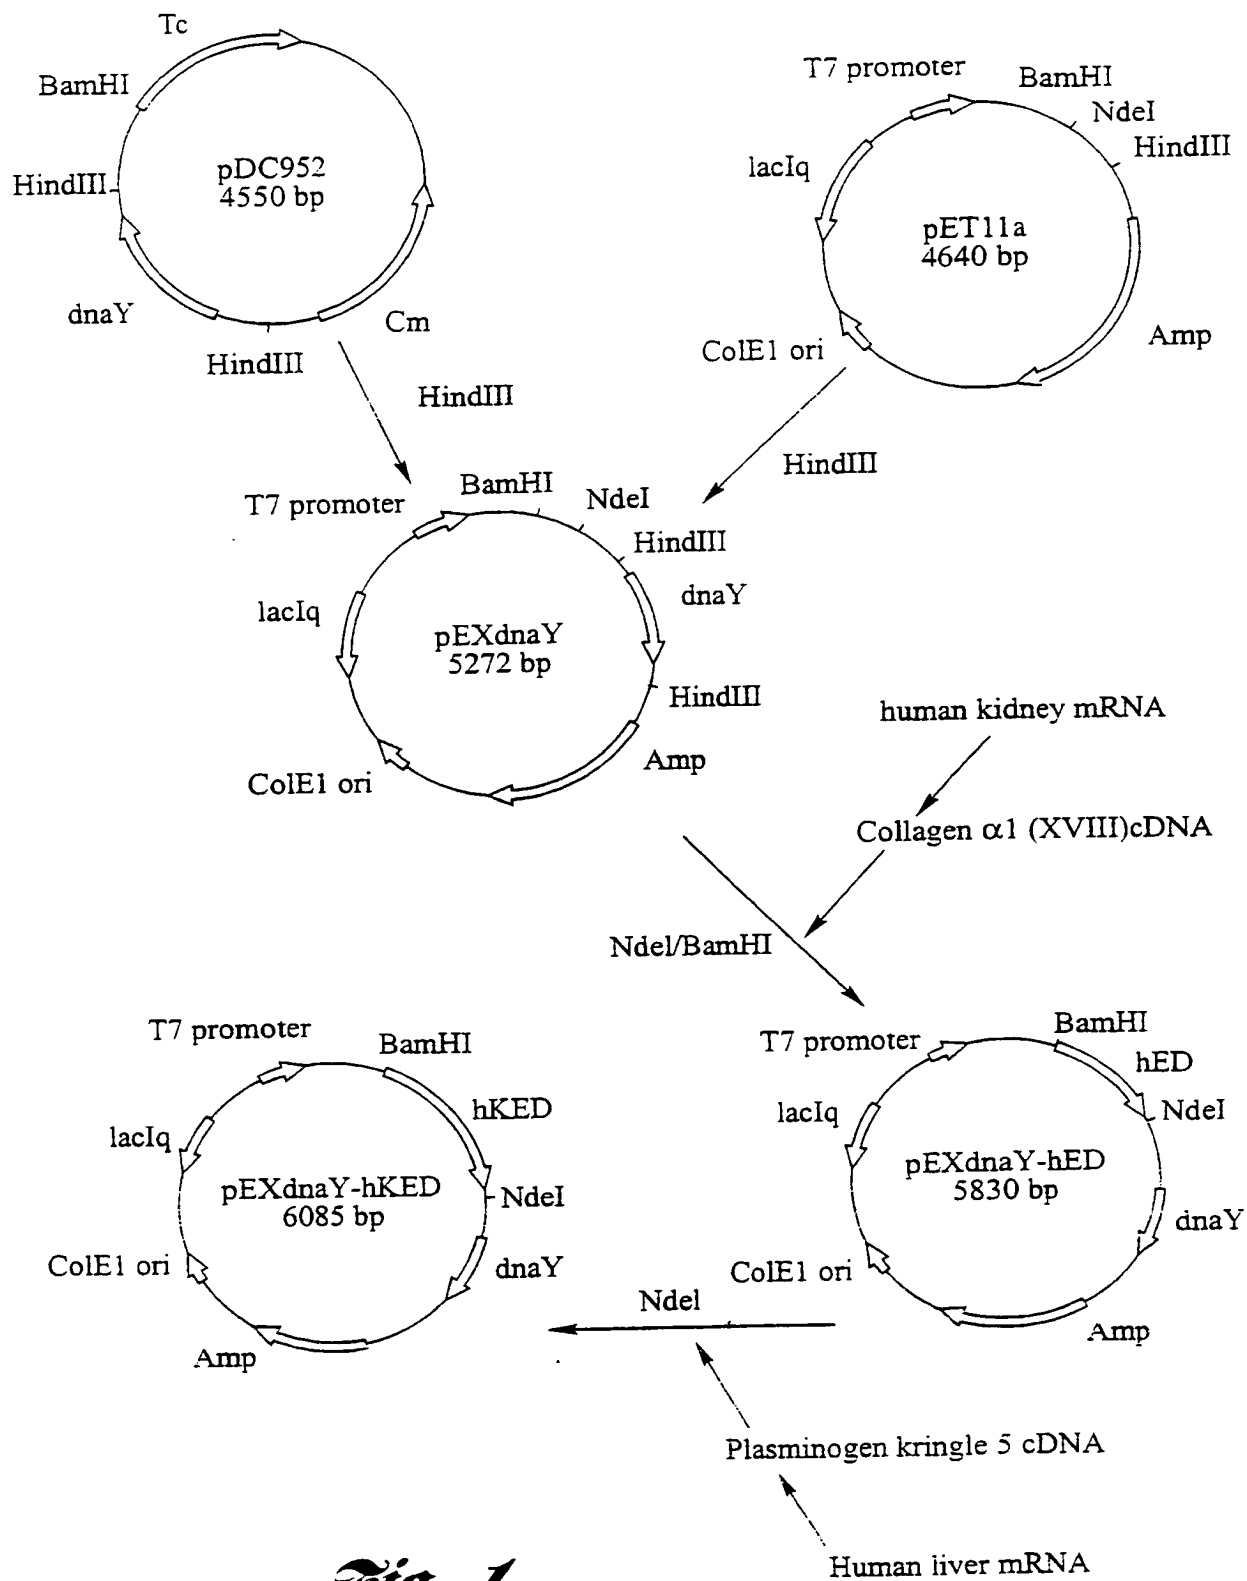 Tc
BamHI
pDC952
4550 bp
HindIII
dnaY
HindIII
Cm
T7 promoter
BamHI
NdeI
HindIII
lacIq
pET11a
4640 bp
ColE1 ori
Amp
HindIII
HindIII
T7 promoter
BamHI
NdeI
HindIII
dnaY
lacIq
pEXdnaY
5272 bp
HindIII
ColE1 ori
Amp
human kidney mRNA
Collagen α1 (XVIII)cDNA
NdeI/BamHI
T7 promoter
BamHI
hKED
lacIq
pEXdnaY-hKED
6085 bp
NdeI
ColE1 ori
dnaY
Amp
T7 promoter
BamHI
hED
NdeI
lacIq
pEXdnaY-hED
5830 bp
dnaY
ColE1 ori
Amp
NdeI
Plasminogen kringle 5 cDNA
Human liver mRNA
Fig. 1